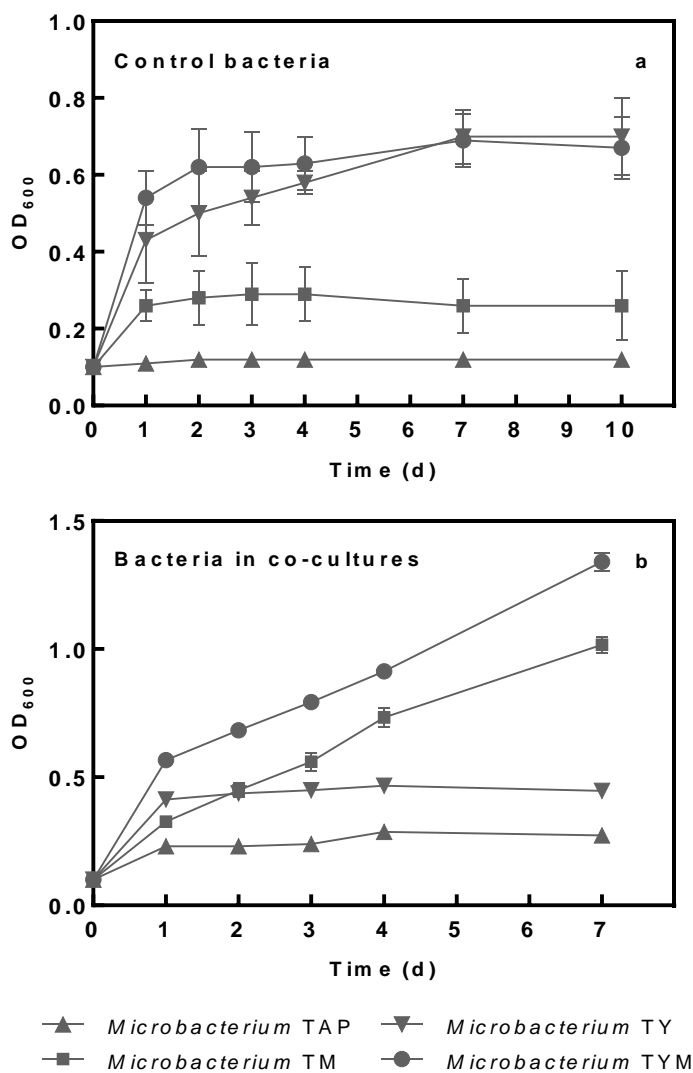 1.0
Control bacteria a
0.8
0.6
OD600
0.4
0.2
0.0
0 1 2 3 4 5 6 7 8 9 10
Time (d)
1.5
Bacteria in co-cultures b
1.0
OD600
0.5
0.0
0 1 2 3 4 5 6 7
Time (d)
Microbacterium TAP Microbacterium TY
Microbacterium TM Microbacterium TYM